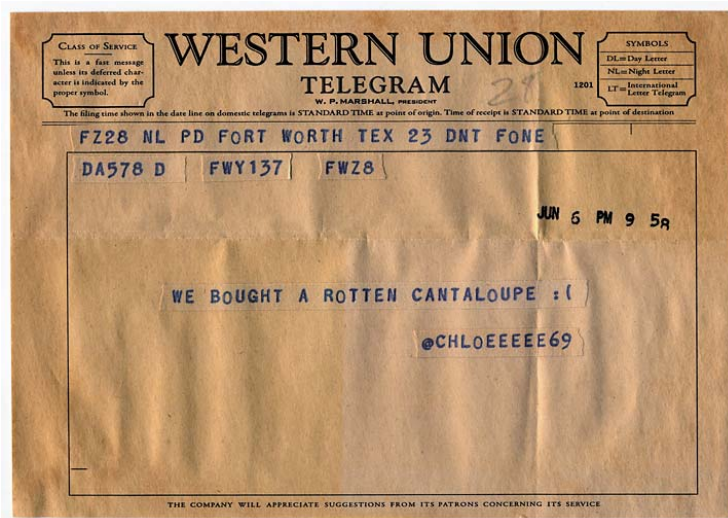 CLASS OF SERVICE
This is a fast message
unless its deferred char-
acter is indicated by the
proper symbol.
WESTERN UNION
TELEGRAM
W. P. MARSHALL, PRESIDENT
28
1201
SYMBOLS
DL=Day Letter
NL=Night Letter
LT=International Letter Telegram
The filing time shown in the date line on domestic telegrams is STANDARD TIME at point of origin. Time of receipt is STANDARD TIME at point of destination
FZ28 NL PD FORT WORTH TEX 23 DNT FONE
DA578 D FWY137 FWZ8
JUN 6 PM 9 58
WE BOUGHT A ROTTEN CANTALOUPE :(
@CHLOEEEEE69
THE COMPANY WILL APPRECIATE SUGGESTIONS FROM ITS PATRONS CONCERNING ITS SERVICE